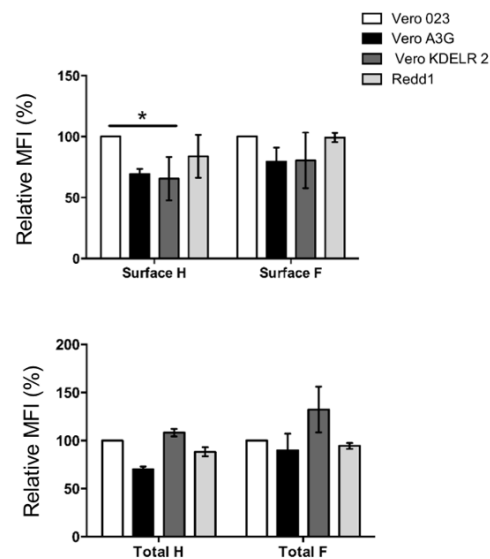 Vero 023
Vero A3G
Vero KDELR 2
Redd1
Relative MFI (%)
150
100
50
0
*
Surface H Surface F
Relative MFI (%)
200
150
100
50
0
Total H Total F